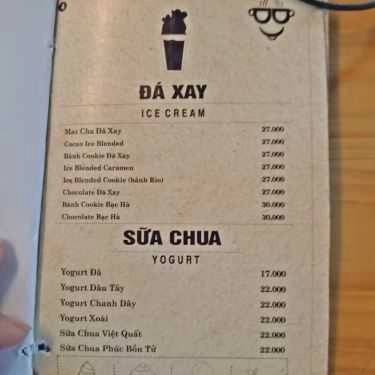 ĐÁ XAY
ICE CREAM
Mat Cha Đá Xay 27.000
Cacao Ice Blended 27.000
Bánh Cookie Đá Xay 27.000
Ice Blended Caramen 27.000
Ice Blended Cookie (bánh Rio) 27.000
Chocolate Đá Xay 27.000
Bánh Cookie Bạc Hà 30.000
Chocolate Bạc Hà 30.000
SỮA CHUA
YOGURT
Yogurt Đá 17.000
Yogurt Dâu Tây 22.000
Yogurt Chanh Dây 22.000
Yogurt Xoài 22.000
Sữa Chua Việt Quất 22.000
Sữa Chua Phúc Bồn Tử 22.000